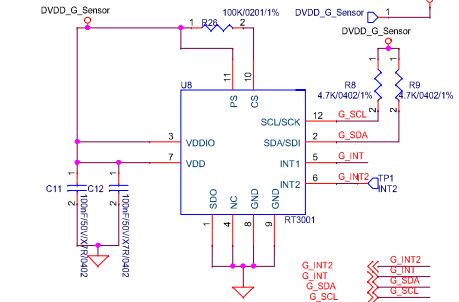 DVDD_G_Sensor
100K/0201/1%
DVDD_G_Sensor
1
1
R26
2
DVDD_G_Sensor
11
10
U8
PS
CS
R8
R9
4.7K/0402/1%
4.7K/0402/1%
SCL/SCK
12
G_SCL
2
2
3
VDDIO
SDA/SDI
2
G_SDA
7
VDD
INT1
5
G_INT
1
1
INT2
6
G_INT2
1
TP1
INT2
C11
C12
2
2
100nF/50V/X7R/0402
100nF/50V/X7R/0402
SDO
NC
GND
GND
RT3001
1
4
8
9
G_INT2
G_INT2
G_INT
G_INT
G_SDA
G_SDA
G_SCL
G_SCL